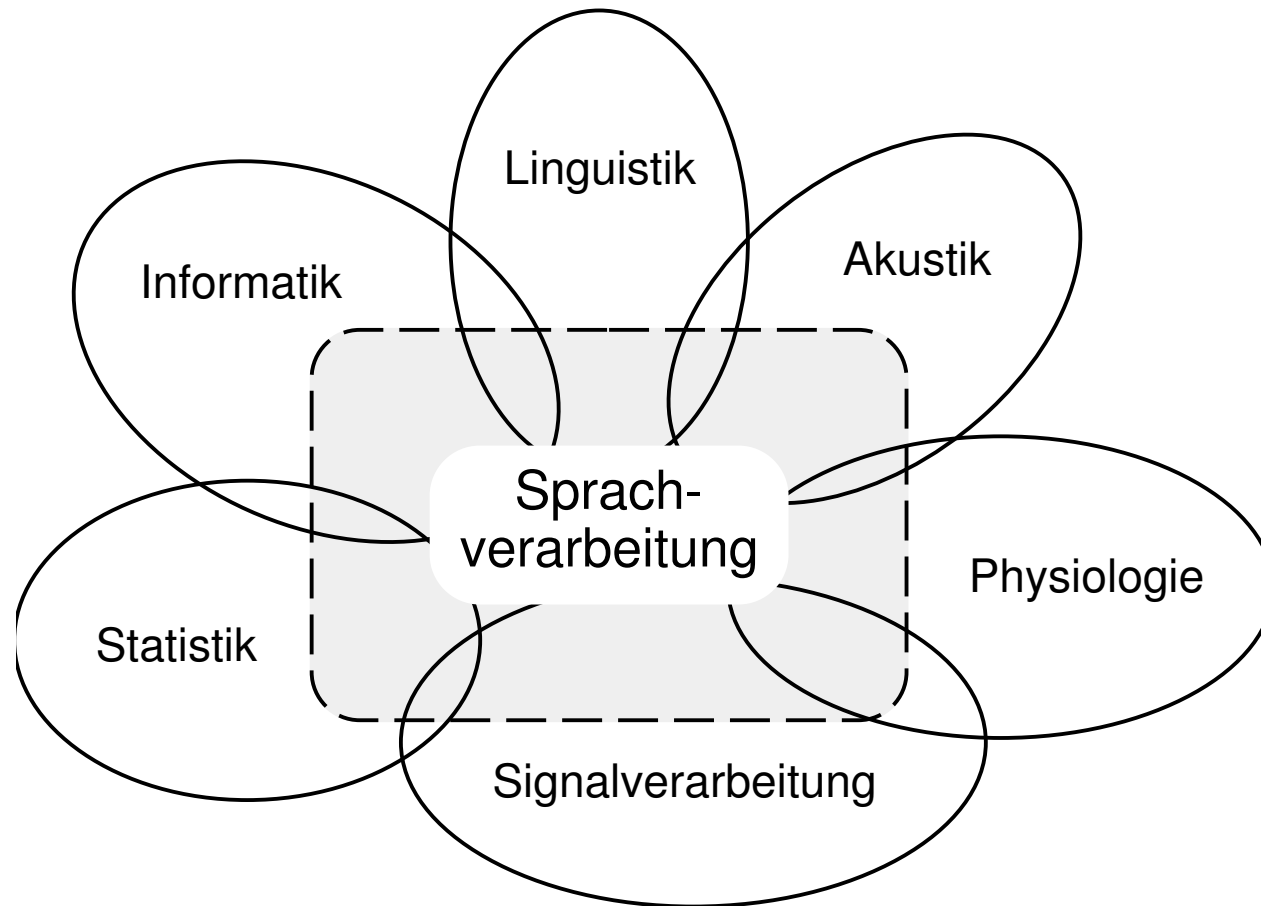 Linguistik
Akustik
Informatik
Sprach-
verarbeitung
Physiologie
Statistik
Signalverarbeitung